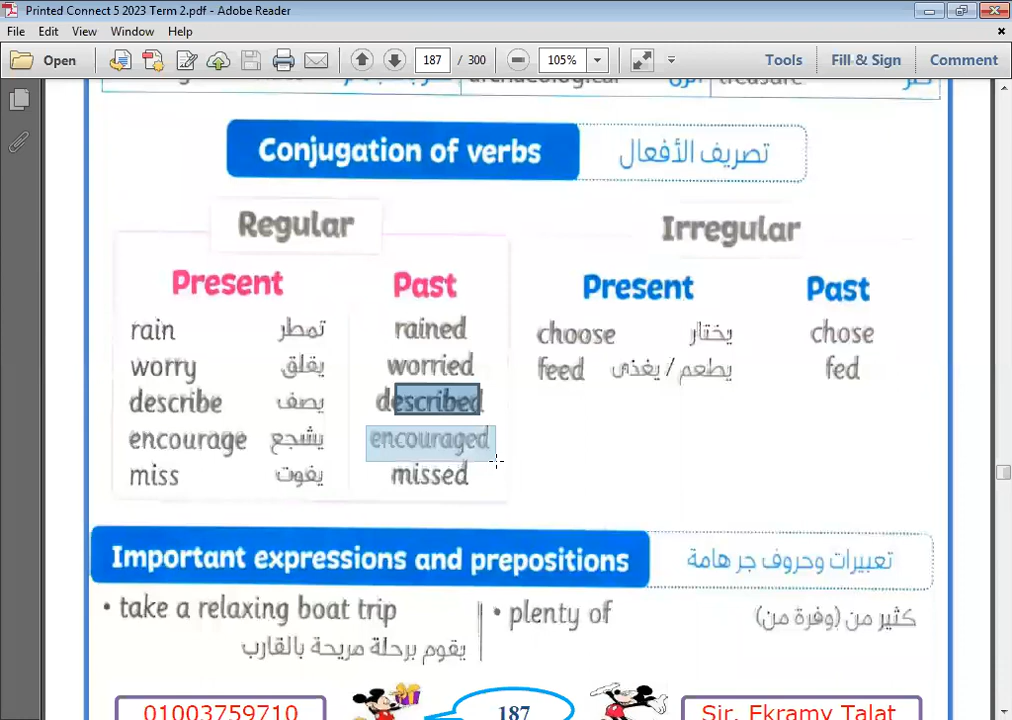 Printed Connect 5 2023 Term 2.pdf - Adobe Reader
File Edit View Window Help
Open 187 / 300 105% Tools Fill & Sign Comment
archaeological treasure
Conjugation of verbs تصريف الأفعال
Regular Irregular
Present Past Present Past
rain تمطر rained choose يختار chose
worry يقلق worried feed يطعم / يغذى fed
describe يصف described
encourage يشجع encouraged
miss يفوت missed
Important expressions and prepositions تعبيرات وحروف جر هامة
• take a relaxing boat trip • plenty of كثير من (وفرة من)
يقوم برحلة مريحة بالقارب
01003759710 187 Sir. Ekramy Talat